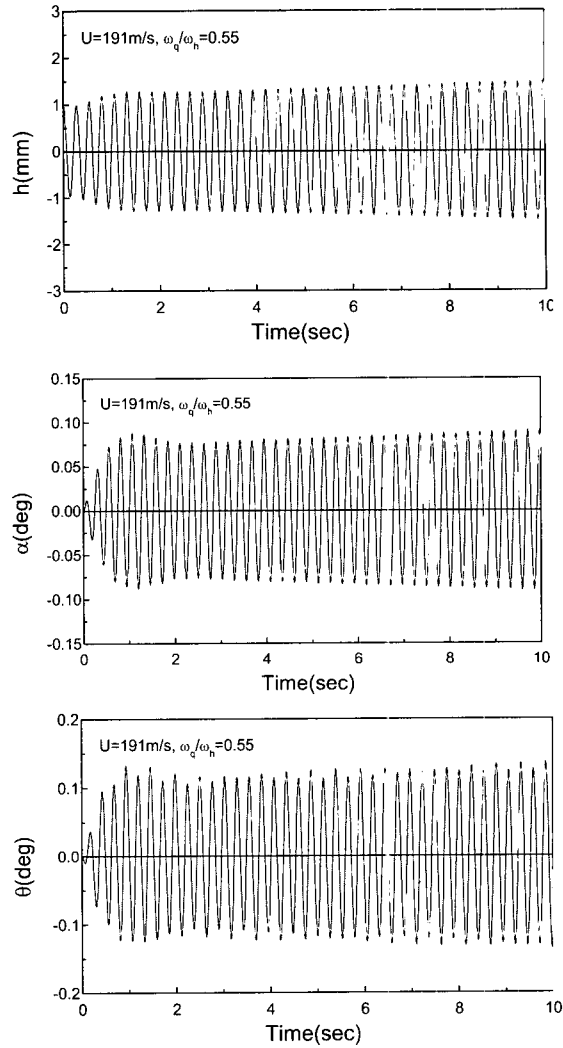 3
U=191m/s, ω_q/ω_h=0.55
2
1
0
-1
-2
-3
h(mm)
0 2 4 6 8 10
Time(sec)
0.15
U=191m/s, ω_q/ω_h=0.55
0.10
0.05
0.00
-0.05
-0.10
-0.15
α(deg)
0 2 4 6 8 10
Time(sec)
0.2
U=191m/s, ω_q/ω_h=0.55
0.1
0.0
-0.1
-0.2
θ(deg)
0 2 4 6 8 10
Time(sec)